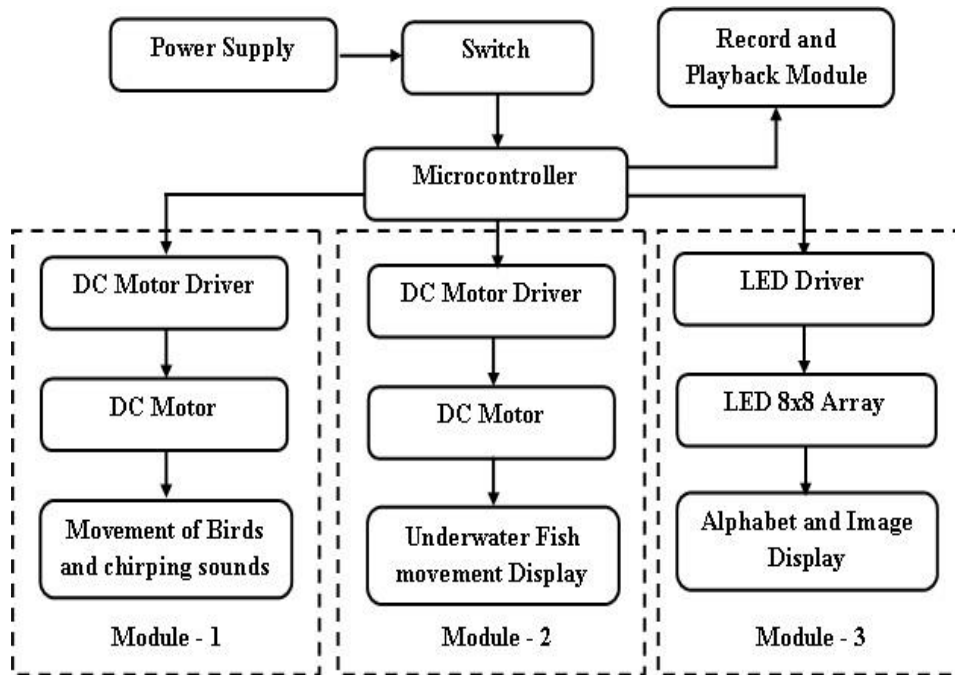 Power Supply
Switch
Record and
Playback Module
Microcontroller
DC Motor Driver
DC Motor
Movement of Birds
and chirping sounds
Module - 1
DC Motor Driver
DC Motor
Underwater Fish
movement Display
Module - 2
LED Driver
LED 8x8 Array
Alphabet and Image
Display
Module - 3